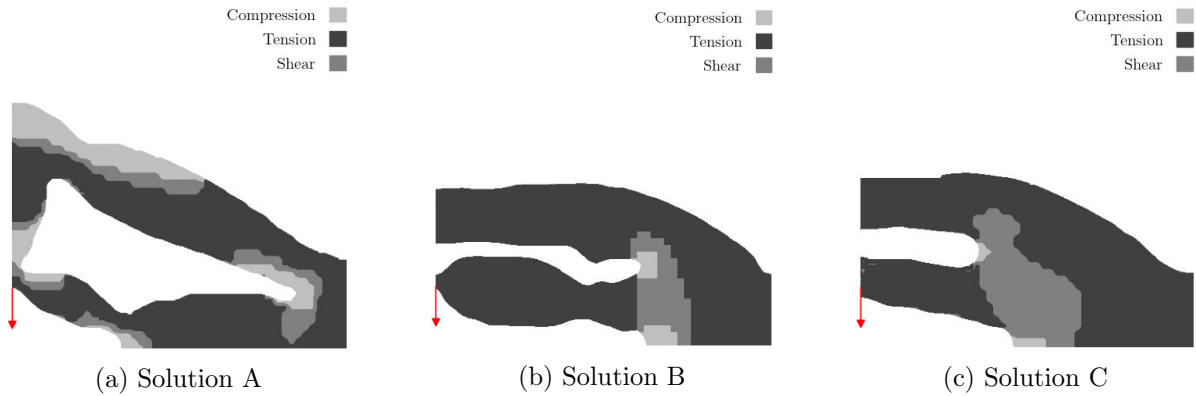 Compression
Tension
Shear
Compression
Tension
Shear
Compression
Tension
Shear
(a) Solution A
(b) Solution B
(c) Solution C